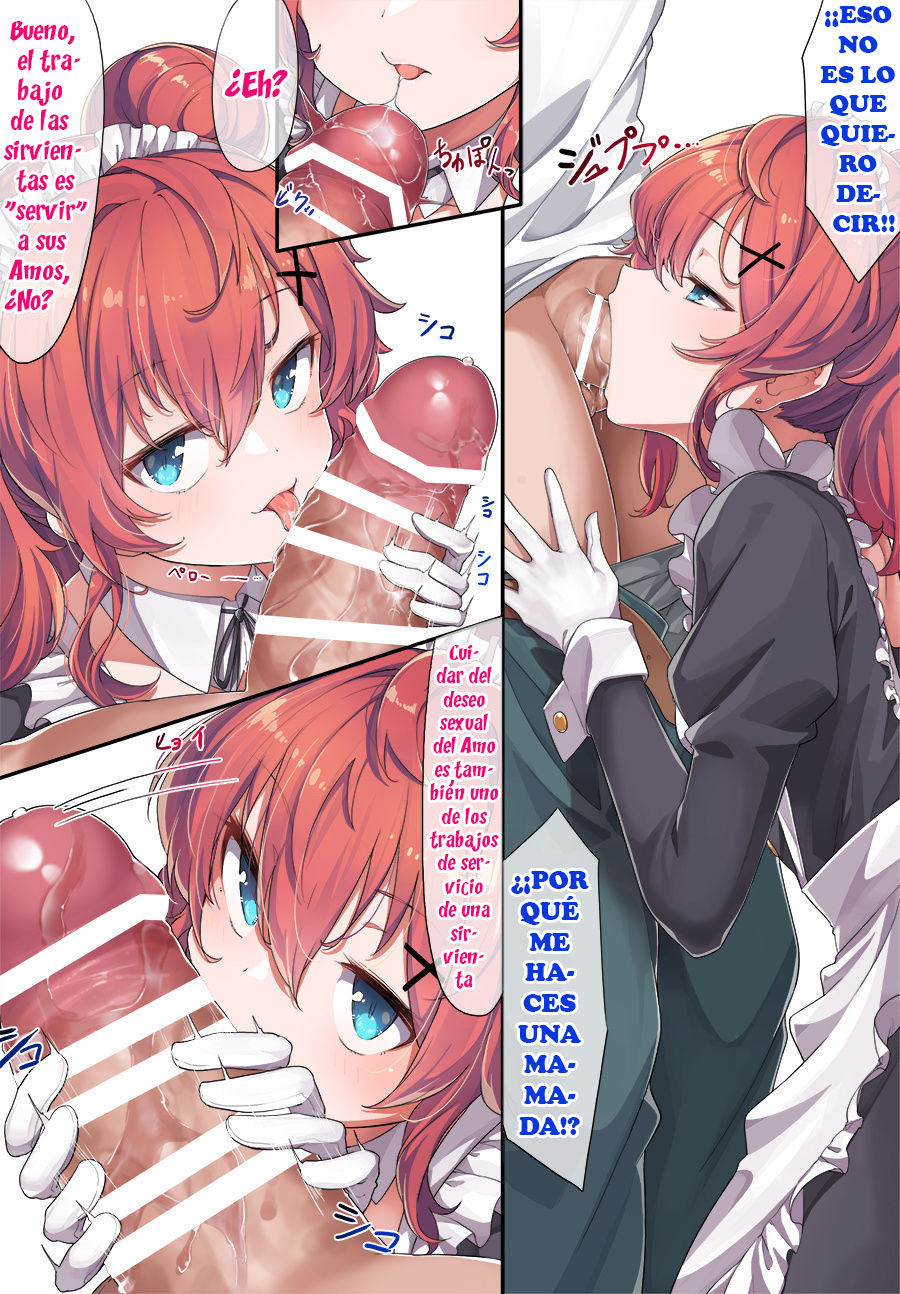 ¡¡ESO
NO
ES LO
QUE
QUIE-
RO
DE-
CIR!!
ジュププ…
¡¡POR
QUÉ
ME
HA-
CES
UNA
MA-
MA-
DA!?
¿Eh?
ちゅぽんっ
ビクッ
Bueno,
el tra-
bajo
de las
sirvien-
tas es
"servir"
a sus
Amos,
¿No?
シコ
シコ
シコ
ペロー
Cui-
dar del
deseo
sexual
del Amo
es tam-
bién uno
de los
trabajos
de ser-
vicio
de una
sir-
vien-
ta
シコ
シコ